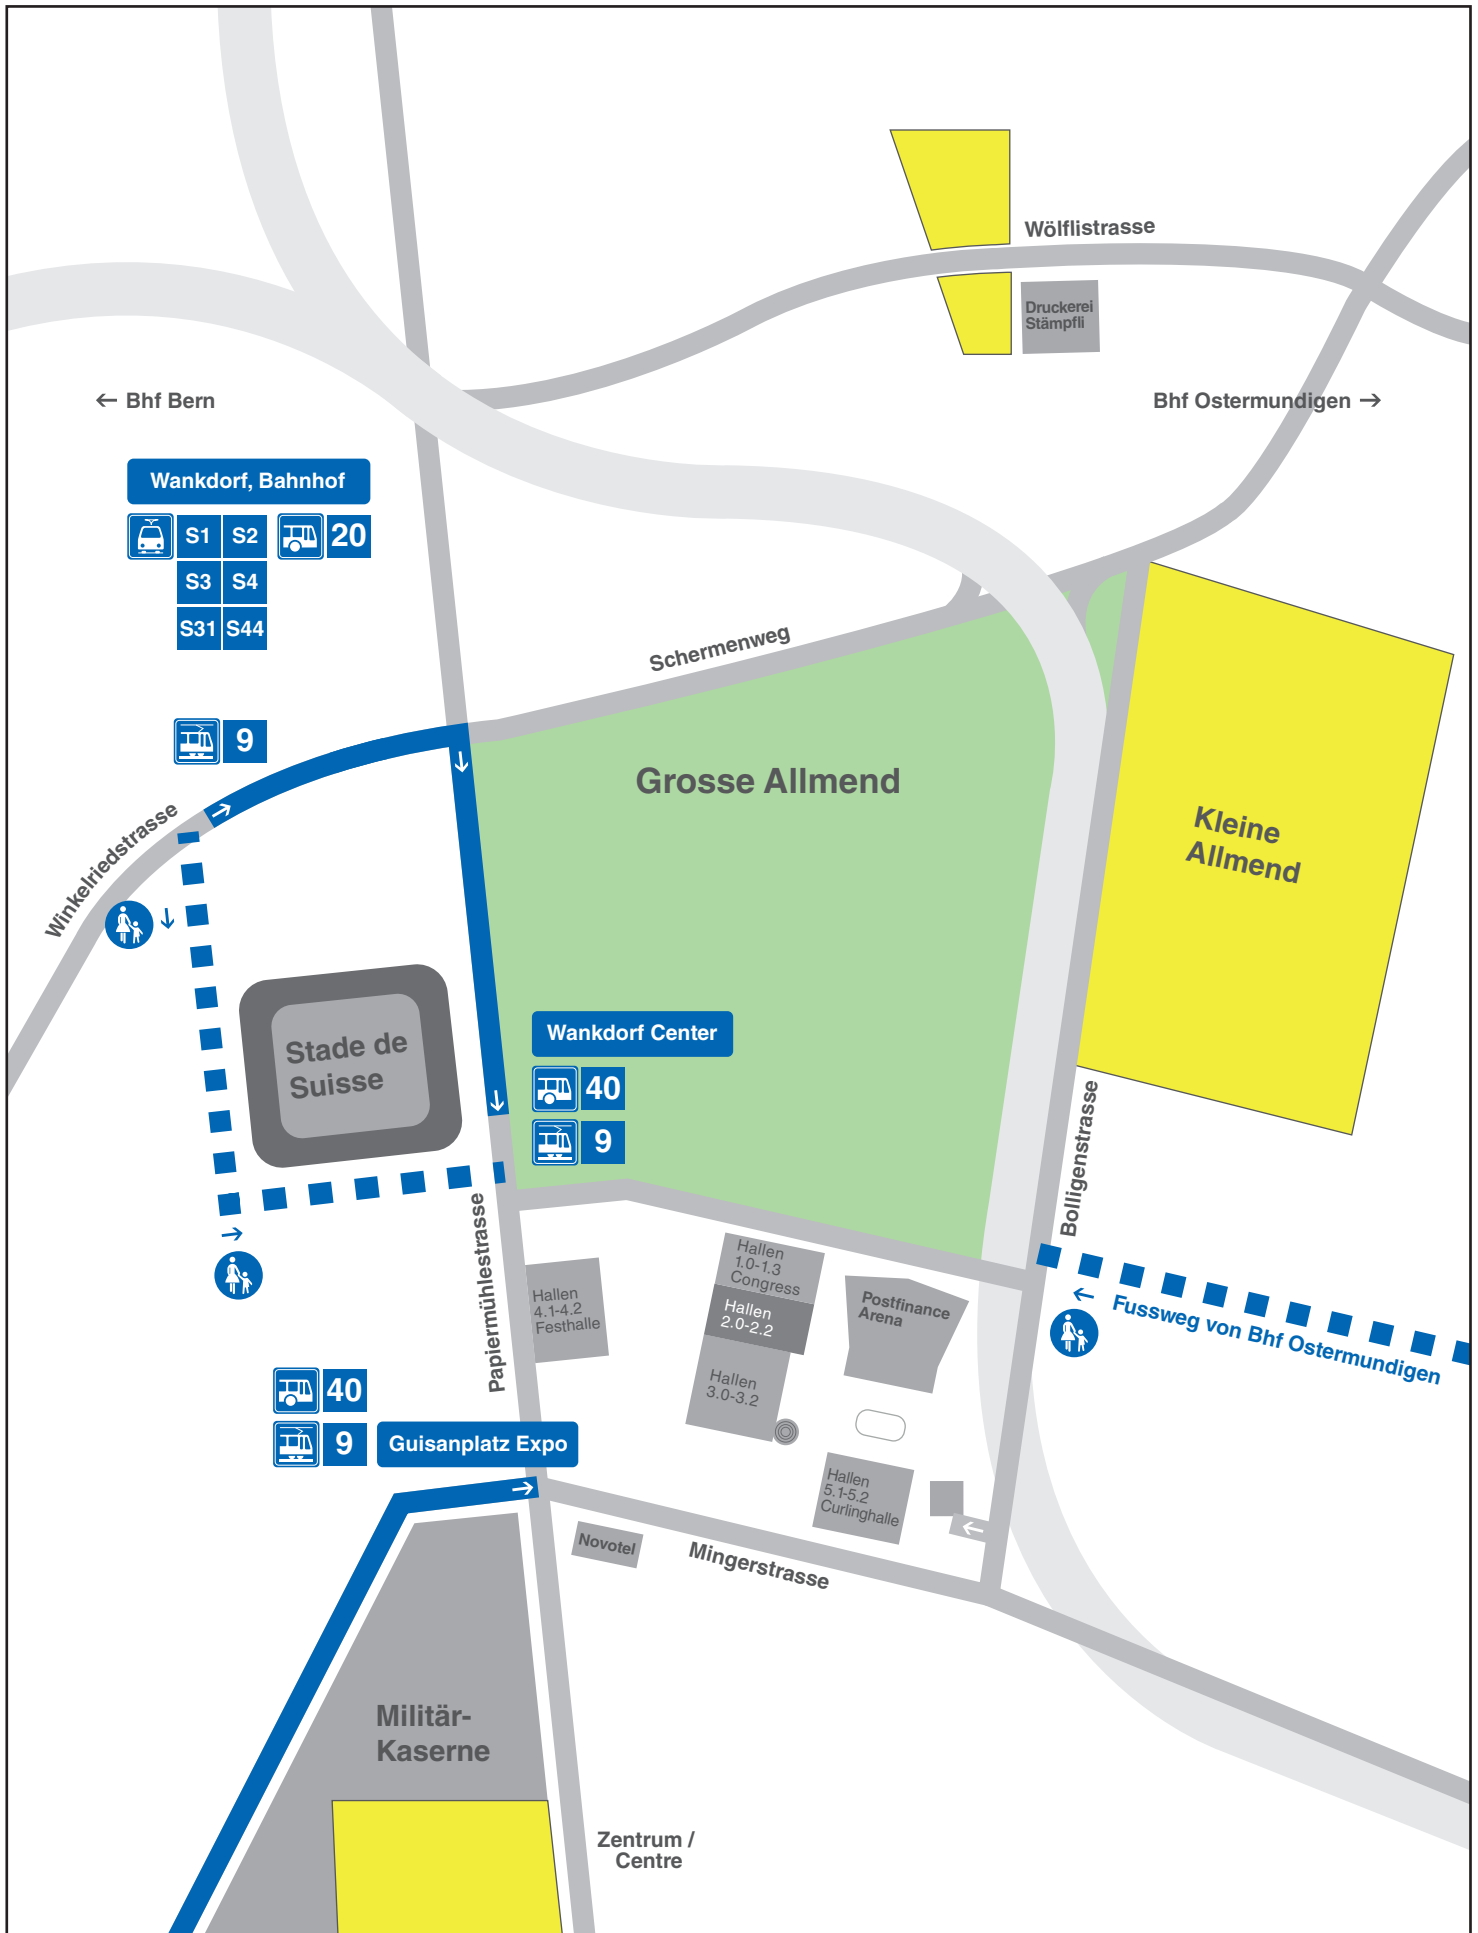 Wölflistrasse
Druckerei
Stämpfli
← Bhf Bern
Bhf Ostermundigen →
Wankdorf, Bahnhof
S1 S2 20
S3 S4
S31 S44
Schermenweg
9
Grosse Allmend
Kleine
Allmend
Winkelriedstrasse
Stade de
Suisse
Wankdorf Center
40
9
Bolligenstrasse
Papiermühlestrasse
Hallen
1.0-1.3
Congress
Hallen
2.0-2.2
Hallen
3.0-3.2
Hallen
4.1-4.2
Festhalle
Postfinance
Arena
Fussweg von Bhf Ostermundigen
40
9
Guisanplatz Expo
Hallen
5.1-5.2
Curlinghalle
Novotel
Mingerstrasse
Militär-
Kaserne
Zentrum /
Centre